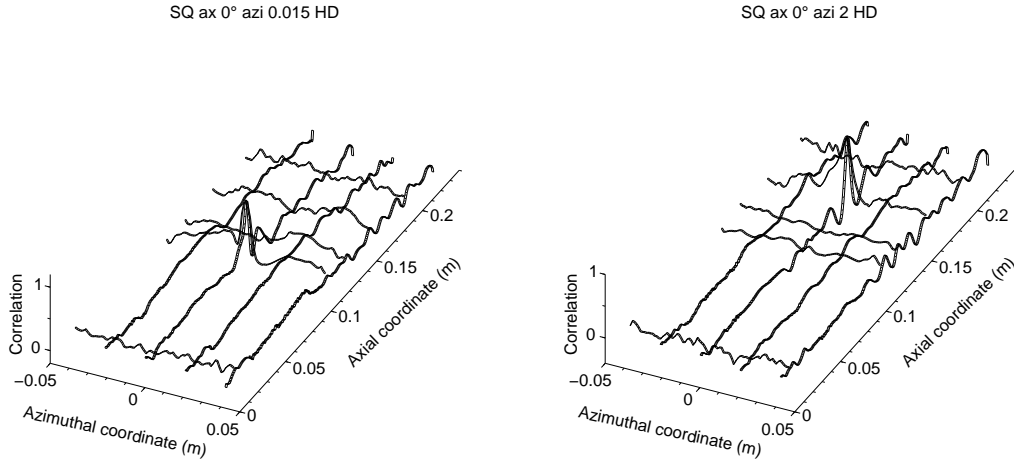 SQ ax 0° azi 0.015 HD
1
0
Correlation
−0.05
0
0.05
Azimuthal coordinate (m)
0
0.05
0.1
0.15
0.2
Axial coordinate (m)
SQ ax 0° azi 2 HD
1
0
Correlation
−0.05
0
0.05
Azimuthal coordinate (m)
0
0.05
0.1
0.15
0.2
Axial coordinate (m)